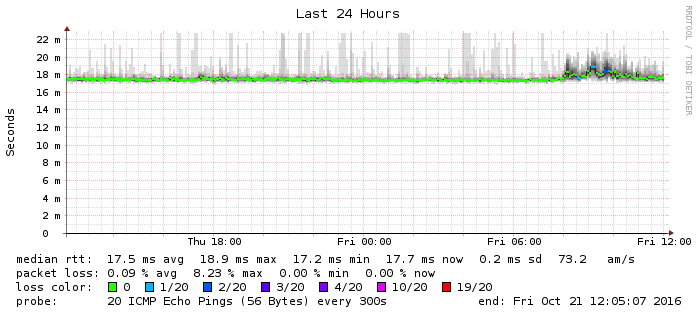 Last 24 Hours
RRDTOOL / TOBI OETIKER
Seconds
22 m
20 m
18 m
16 m
14 m
12 m
10 m
8 m
6 m
4 m
2 m
0
Thu 18:00 Fri 00:00 Fri 06:00 Fri 12:00
median rtt: 17.5 ms avg 18.9 ms max 17.2 ms min 17.7 ms now 0.2 ms sd 73.2 am/s
packet loss: 0.09 % avg 8.23 % max 0.00 % min 0.00 % now
loss color: 0 1/20 2/20 3/20 4/20 10/20 19/20
probe: 20 ICMP Echo Pings (56 Bytes) every 300s end: Fri Oct 21 12:05:07 2016